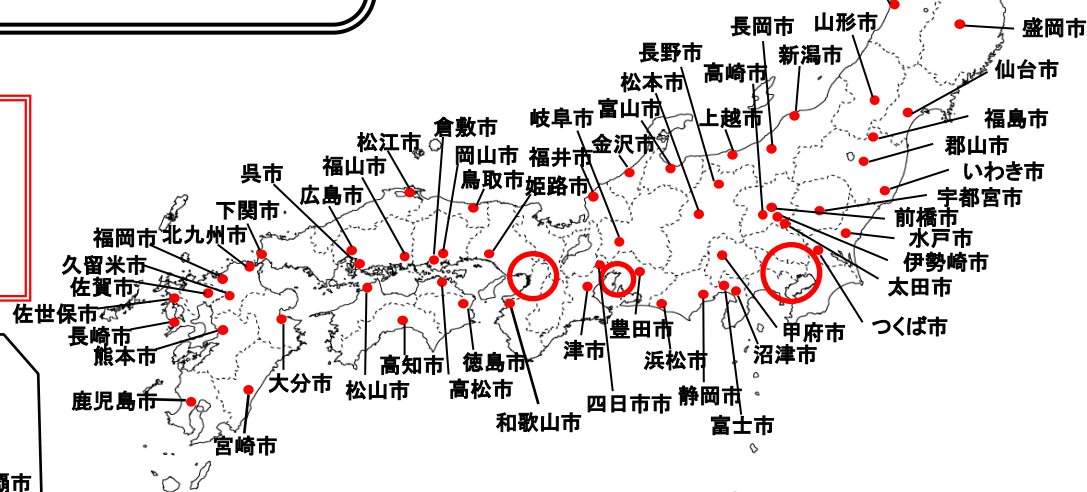 長岡市
山形市
盛岡市
長野市
新潟市
高崎市
仙台市
松本市
富山市
上越市
岐阜市
福島市
金沢市
倉敷市
松江市
岡山市
福井市
郡山市
福山市
鳥取市
姫路市
いわき市
呉市
広島市
宇都宮市
下関市
前橋市
福岡市
北九州市
水戸市
久留米市
伊勢崎市
佐賀市
太田市
佐世保市
つくば市
長崎市
豊田市
甲府市
熊本市
津市
浜松市
沼津市
高知市
徳島市
大分市
松山市
高松市
静岡市
鹿児島市
四日市市
和歌山市
富士市
宮崎市
市